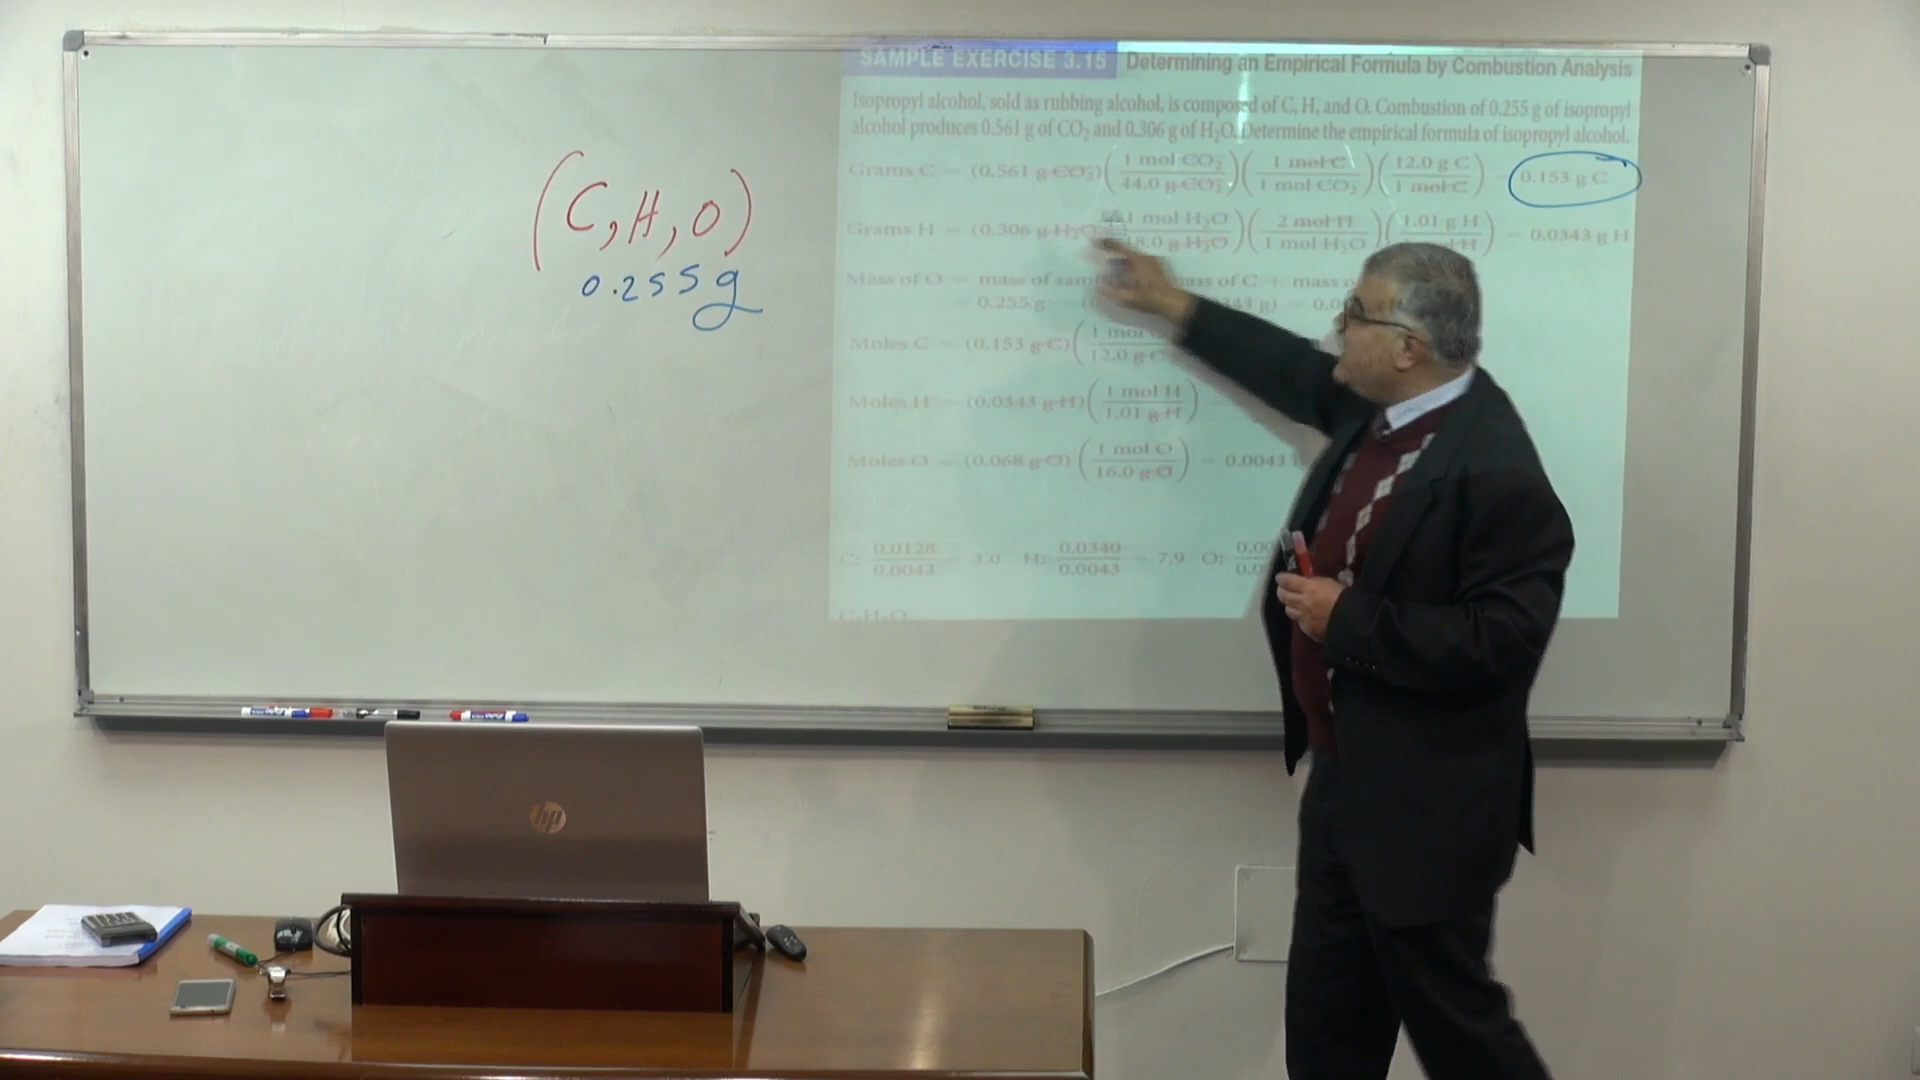 SAMPLE EXERCISE 3.15 Determining an Empirical Formula by Combustion Analysis
Isopropyl alcohol, sold as rubbing alcohol, is composed of C, H, and O. Combustion of 0.255 g of isopropyl
alcohol produces 0.561 g of CO₂ and 0.306 g of H₂O. Determine the empirical formula of isopropyl alcohol.
Grams C = (0.561 g CO₂)(1 mol CO₂/44.0 g CO₂)(1 mol C/1 mol CO₂)(12.0 g C/1 mol C) = 0.153 g C
Grams H = (0.306 g H₂O)(1 mol H₂O/18.0 g H₂O)(2 mol H/1 mol H₂O)(1.01 g H/ H) = 0.0343 g H
Mass of O = mass of mass of C + mass
= 0.255 g g) =
Moles C = (0.153 g C)(1 mol /12.0 g C
Moles H = (0.0343 g H)(1 mol H/1.01 g H) =
Moles O = (0.068 g O)(1 mol O/16.0 g O) = 0.0043
C: 0.0128/0.0043 = 3.0 H: 0.0340/0.0043 = 7.9 O:
C₃H₈O
(C, H, O)
0.255 g
hp